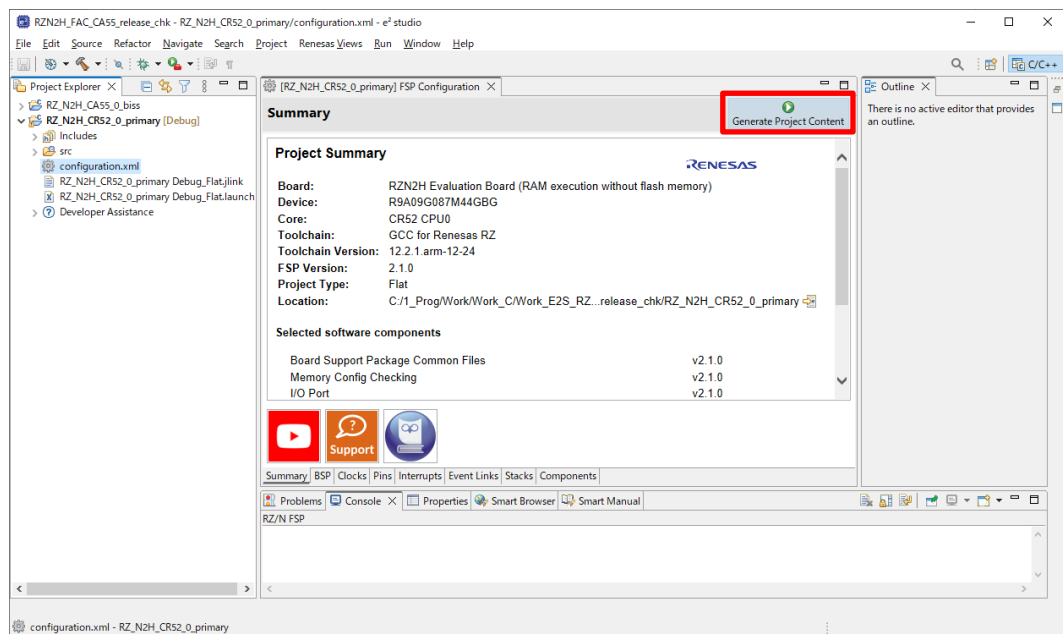 RZN2H_FAC_CA55_release_chk - RZ_N2H_CR52_0_primary/configuration.xml - e² studio
File Edit Source Refactor Navigate Search Project Renesas Views Run Window Help
C/C++
Project Explorer
RZ_N2H_CA55_0_biss
RZ_N2H_CR52_0_primary [Debug]
Includes
src
configuration.xml
RZ_N2H_CR52_0_primary Debug_Flat.jlink
RZ_N2H_CR52_0_primary Debug_Flat.launch
Developer Assistance
[RZ_N2H_CR52_0_primary] FSP Configuration
Summary
Generate Project Content
Project Summary
RENESAS
Board: RZN2H Evaluation Board (RAM execution without flash memory)
Device: R9A09G087M44GBG
Core: CR52 CPU0
Toolchain: GCC for Renesas RZ
Toolchain Version: 12.2.1.arm-12-24
FSP Version: 2.1.0
Project Type: Flat
Location: C:/1_Prog/Work/Work_C/Work_E2S_RZ...release_chk/RZ_N2H_CR52_0_primary
Selected software components
Board Support Package Common Files v2.1.0
Memory Config Checking v2.1.0
I/O Port v2.1.0
Support
Summary BSP Clocks Pins Interrupts Event Links Stacks Components
Outline
There is no active editor that provides
an outline.
Problems Console Properties Smart Browser Smart Manual
RZ/N FSP
configuration.xml - RZ_N2H_CR52_0_primary